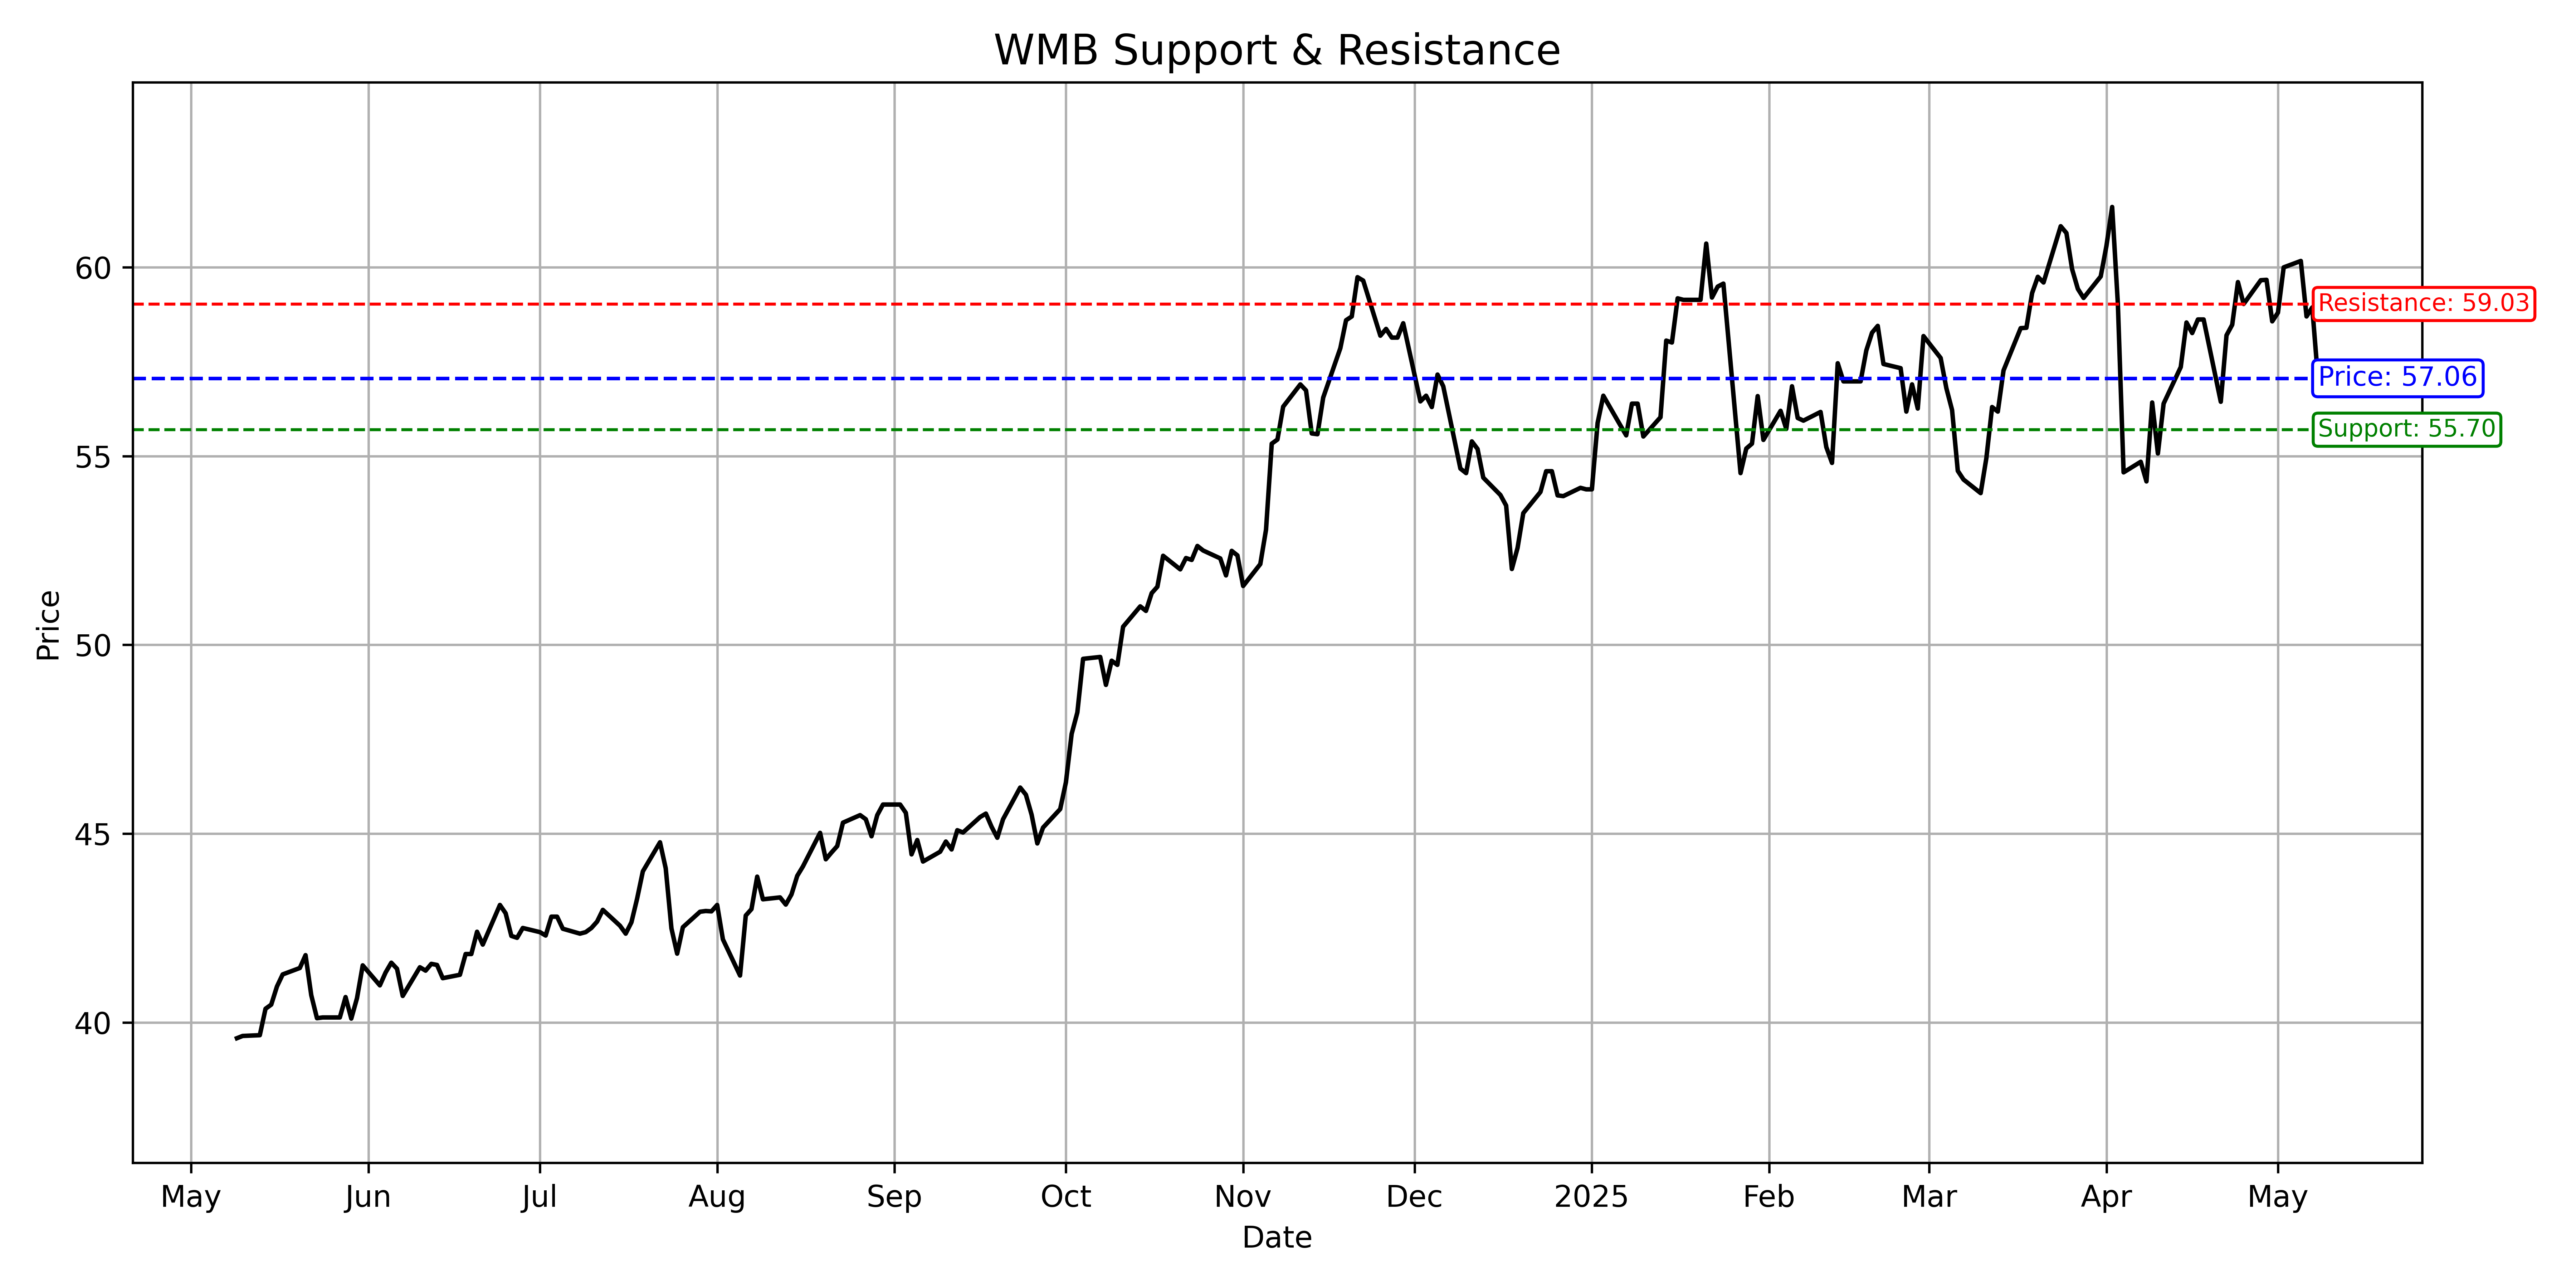 WMB Support & Resistance
Price
60
55
50
45
40
Resistance: 59.03
Price: 57.06
Support: 55.70
May Jun Jul Aug Sep Oct Nov Dec 2025 Feb Mar Apr May
Date